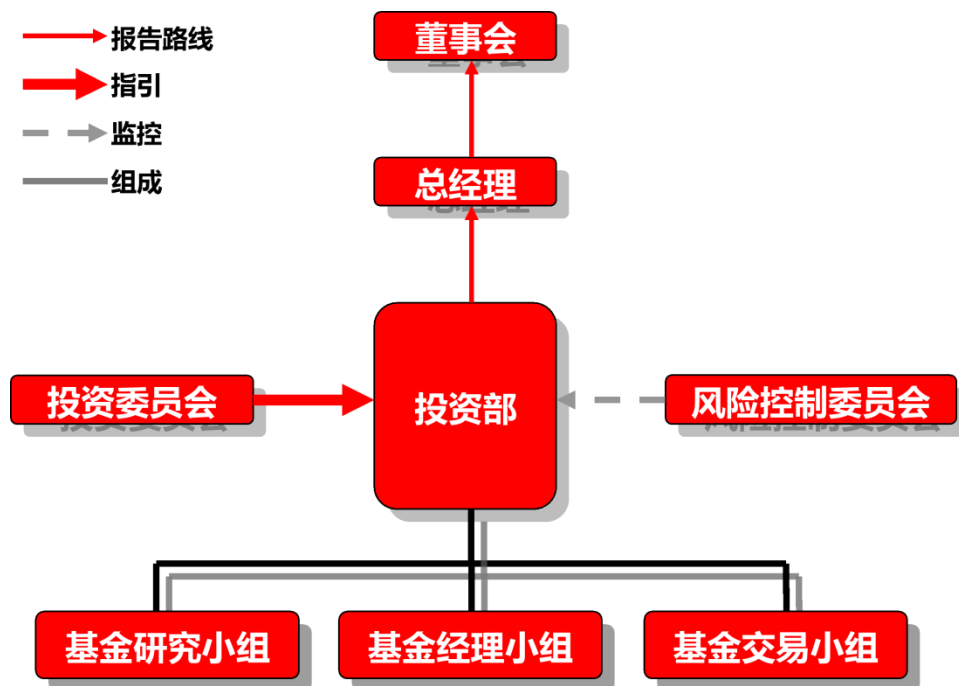 报告路线
指引
监控
组成
董事会
总经理
投资委员会
投资部
风险控制委员会
基金研究小组
基金经理小组
基金交易小组